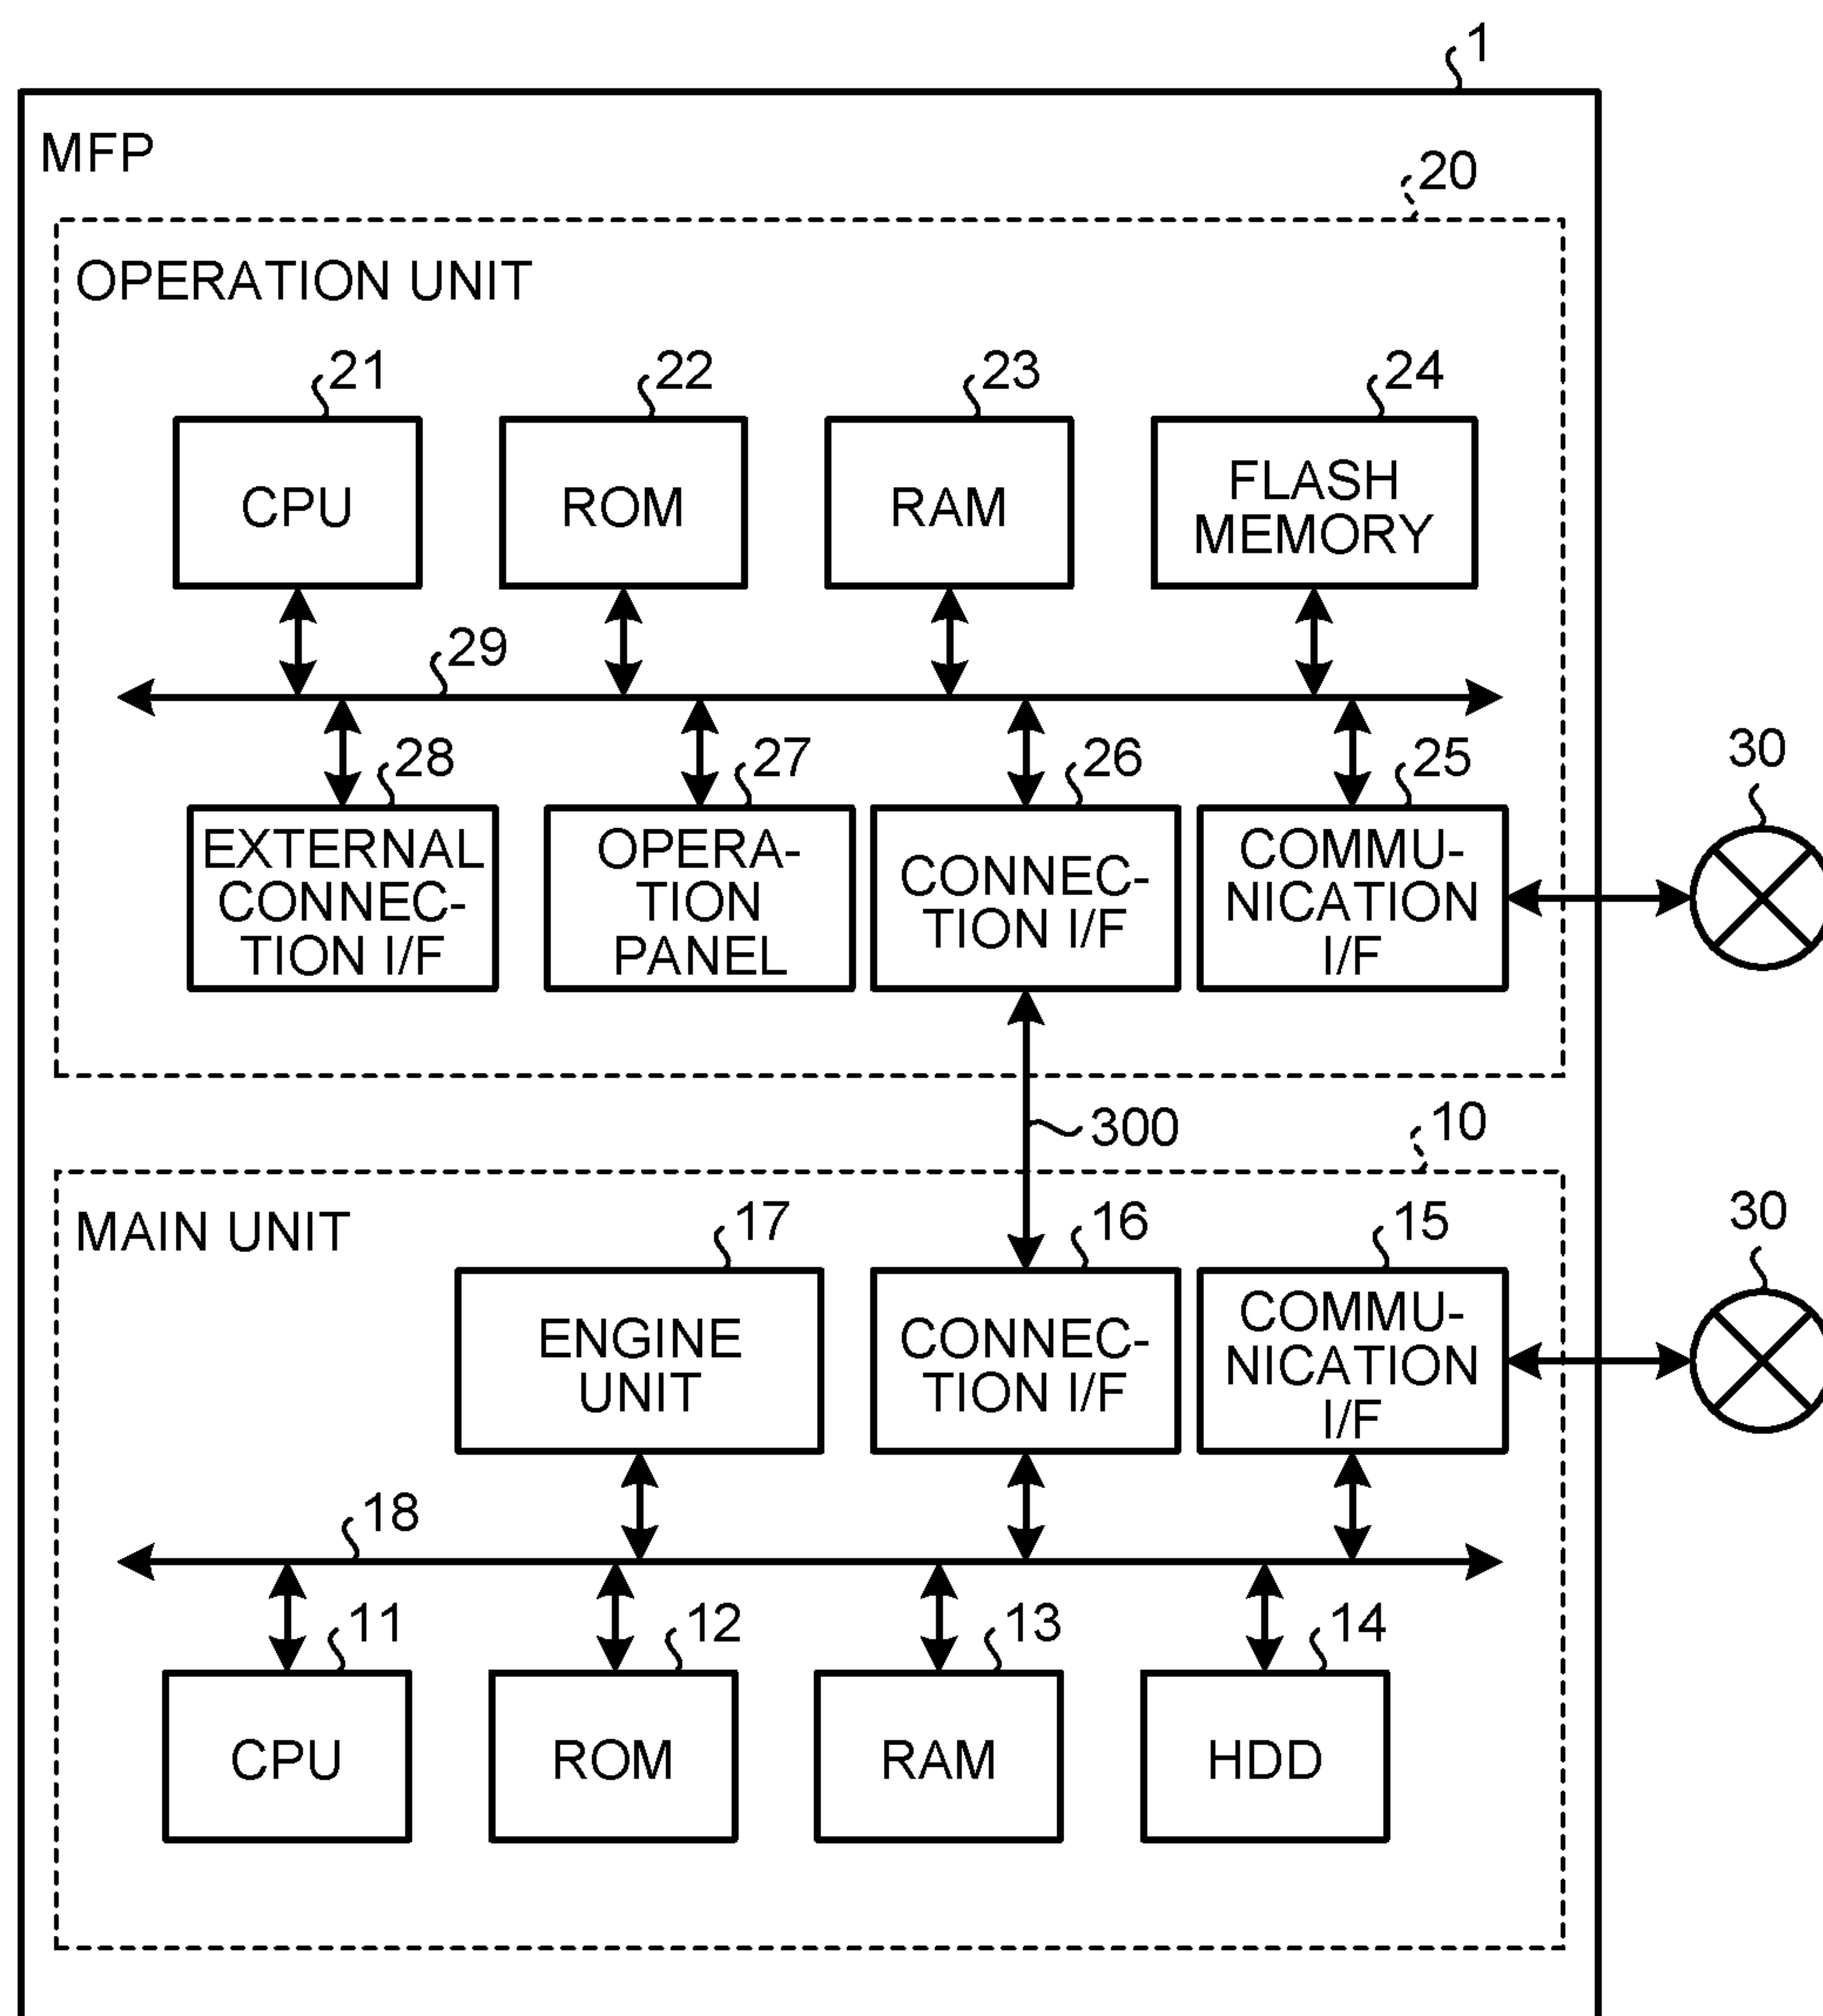 1
MFP
20
OPERATION UNIT
21
22
23
24
CPU
ROM
RAM
FLASH
MEMORY
29
28
27
26
25
30
EXTERNAL
CONNEC-
TION I/F
OPERA-
TION
PANEL
CONNEC-
TION I/F
COMMU-
NICATION
I/F
300
10
MAIN UNIT
17
16
15
30
ENGINE
UNIT
CONNEC-
TION I/F
COMMU-
NICATION
I/F
18
11
12
13
14
CPU
ROM
RAM
HDD